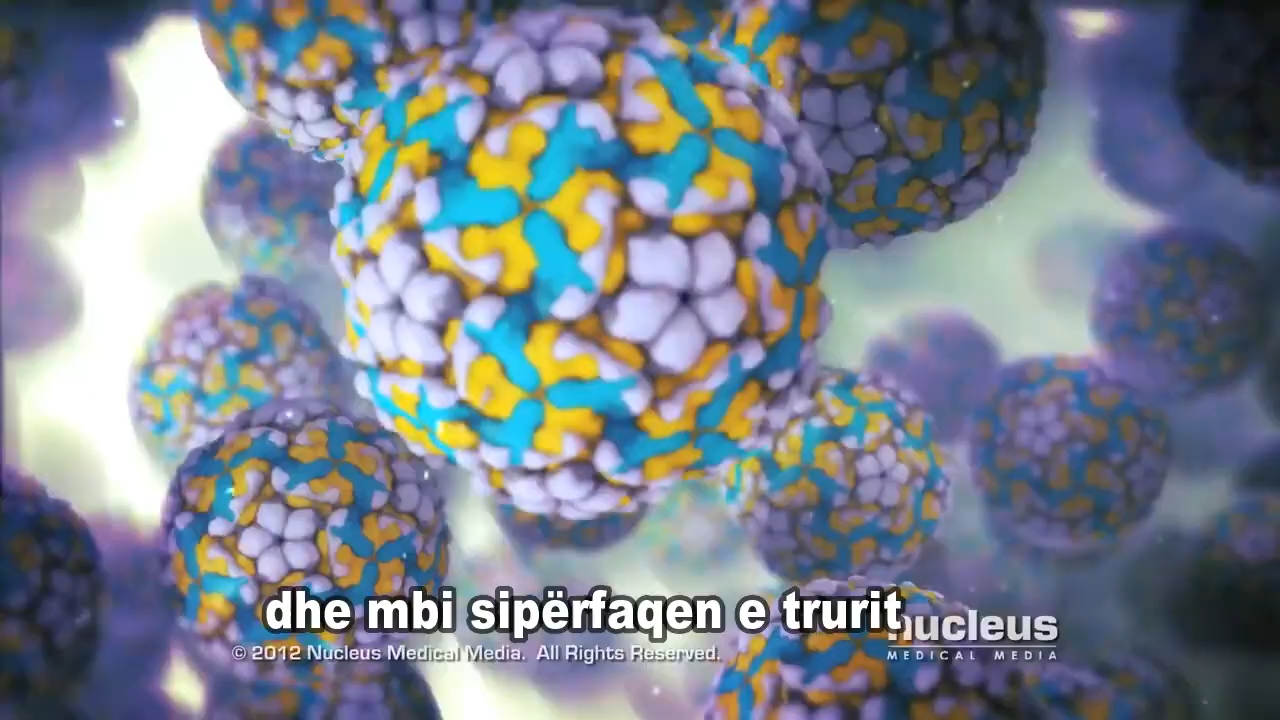 dhe mbi sipërfaqen e trurit
nucleus
© 2012 Nucleus Medical Media. All Rights Reserved.
MEDICAL MEDIA